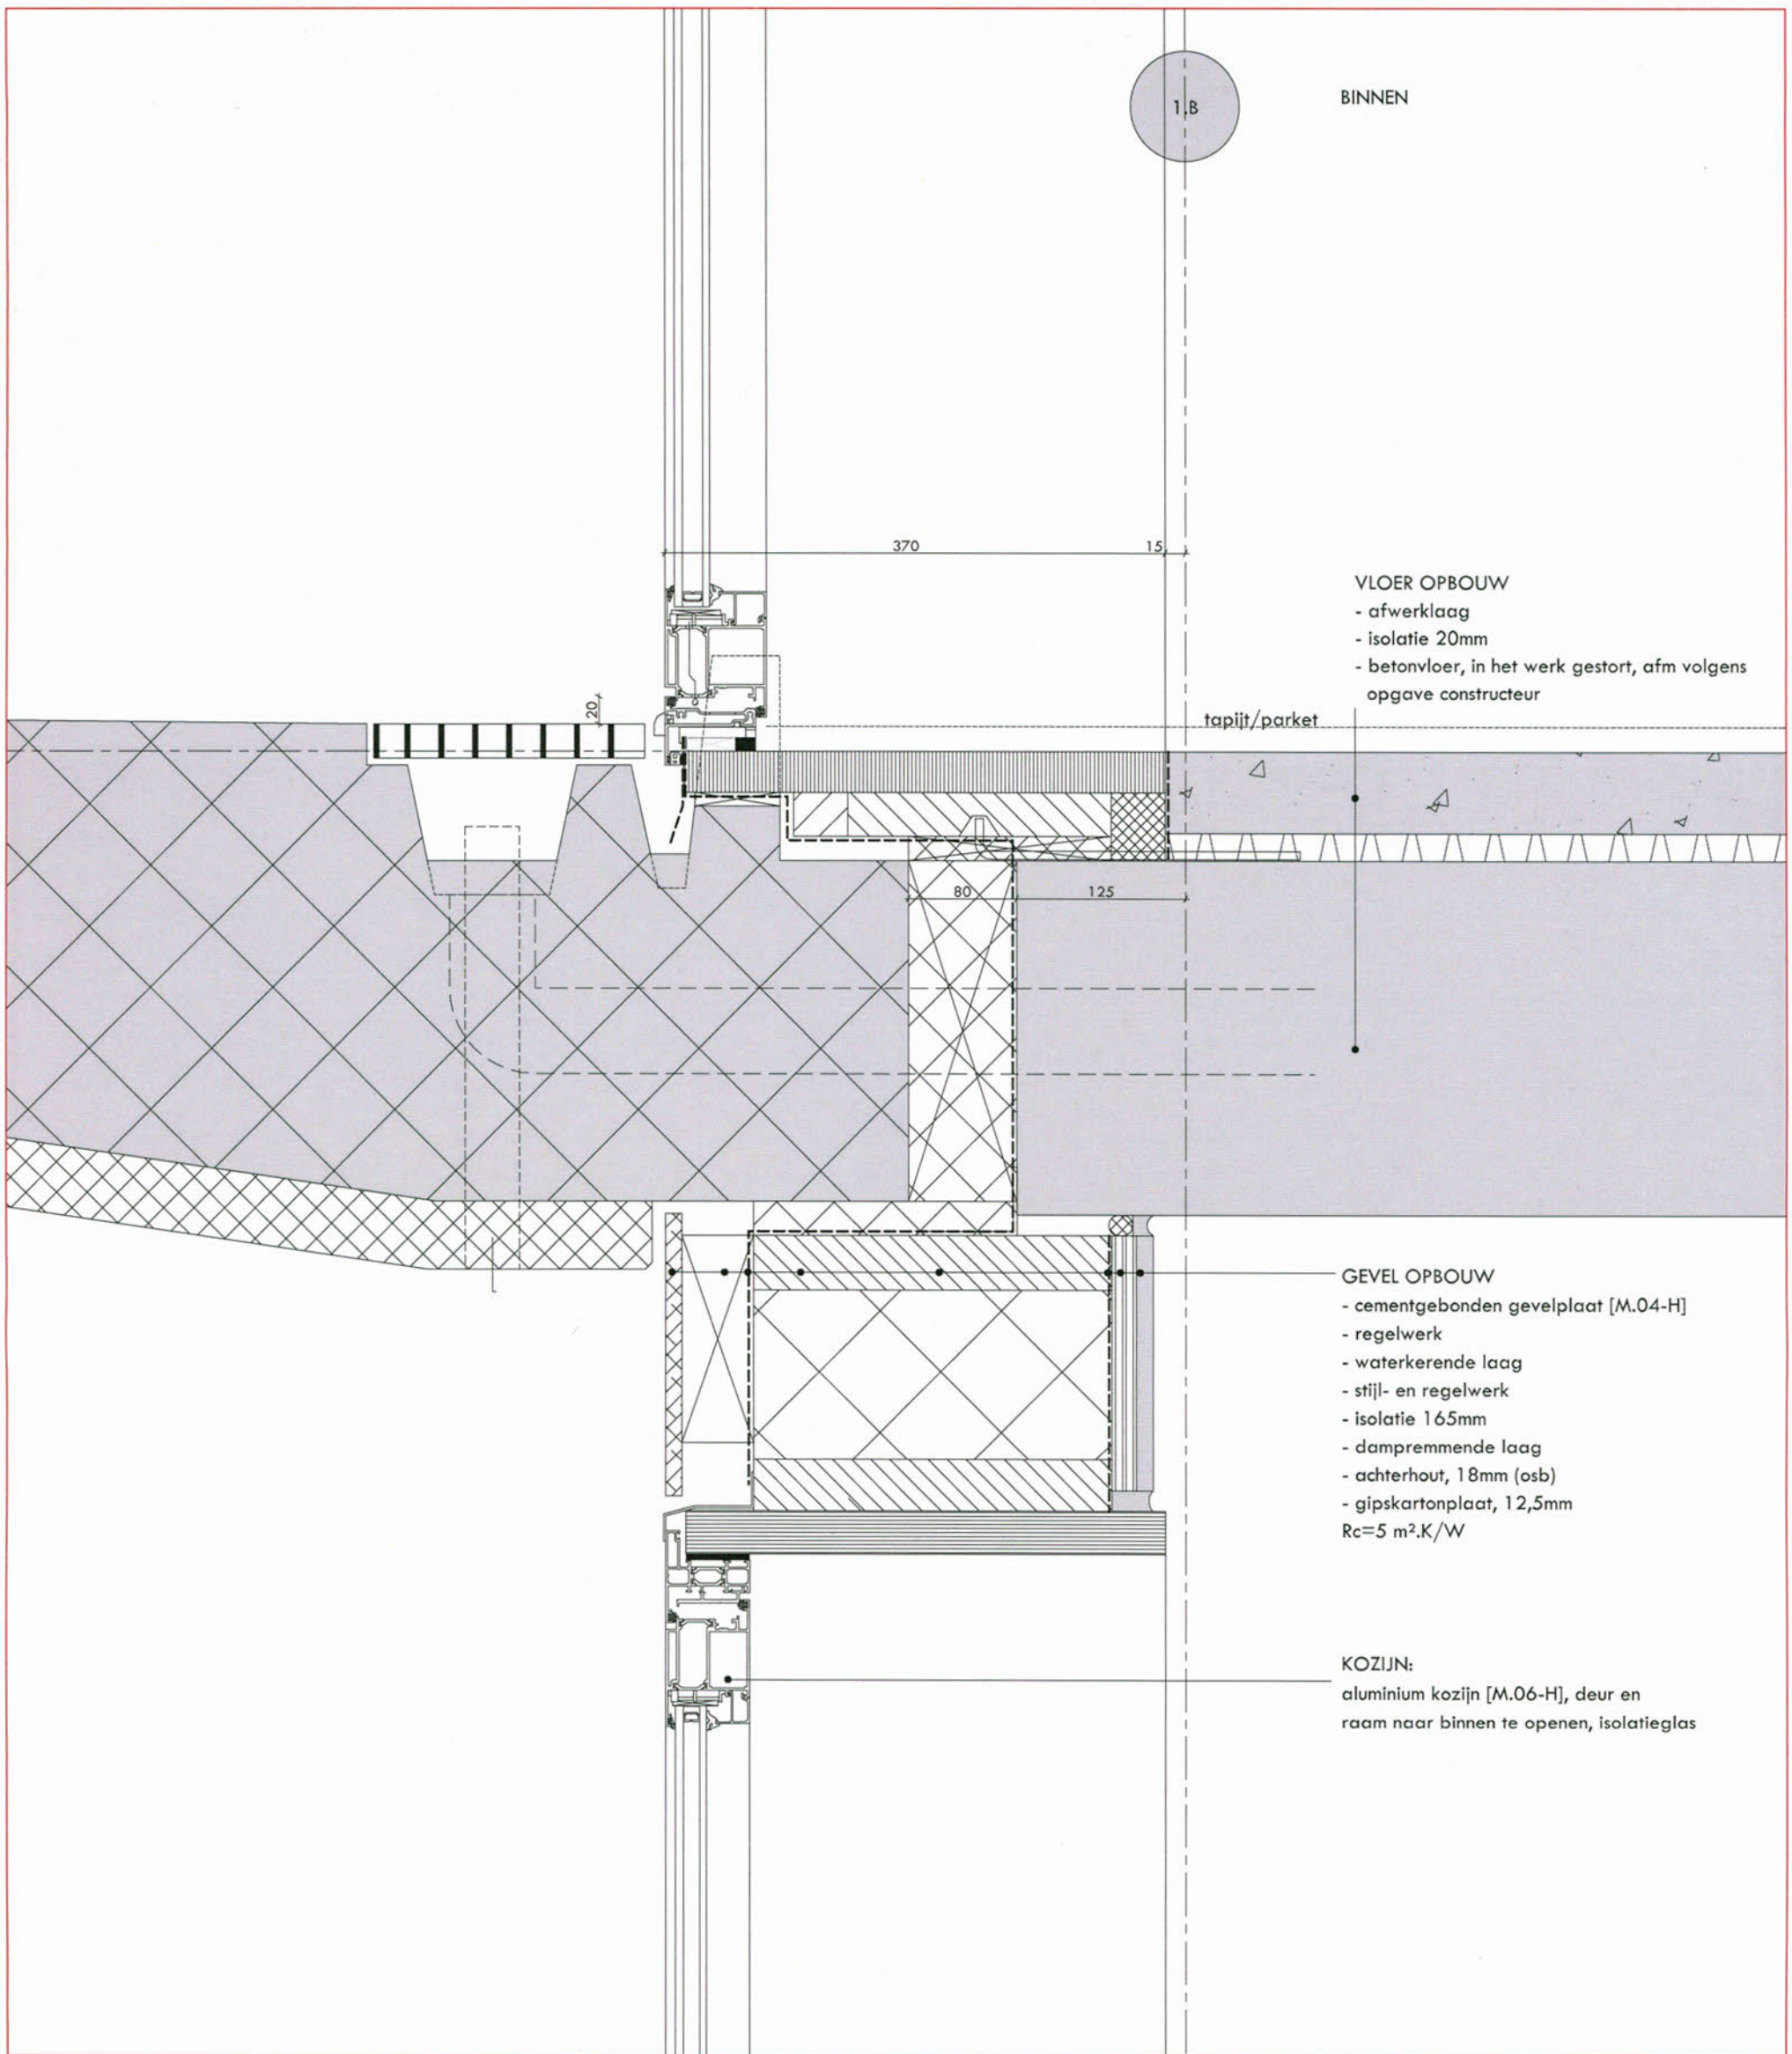 1.B
BINNEN
370
15
VLOER OPBOUW
- afwerklaag
- isolatie 20mm
- betonvloer, in het werk gestort, afm volgens
opgave constructeur
20
tapijt/parket
80
125
GEVEL OPBOUW
- cementgebonden gevelplaat [M.04-H]
- regelwerk
- waterkerende laag
- stijl- en regelwerk
- isolatie 165mm
- dampremmende laag
- achterhout, 18mm (osb)
- gipskartonplaat, 12,5mm
Rc=5 m².K/W
KOZIJN:
aluminium kozijn [M.06-H], deur en
raam naar binnen te openen, isolatieglas